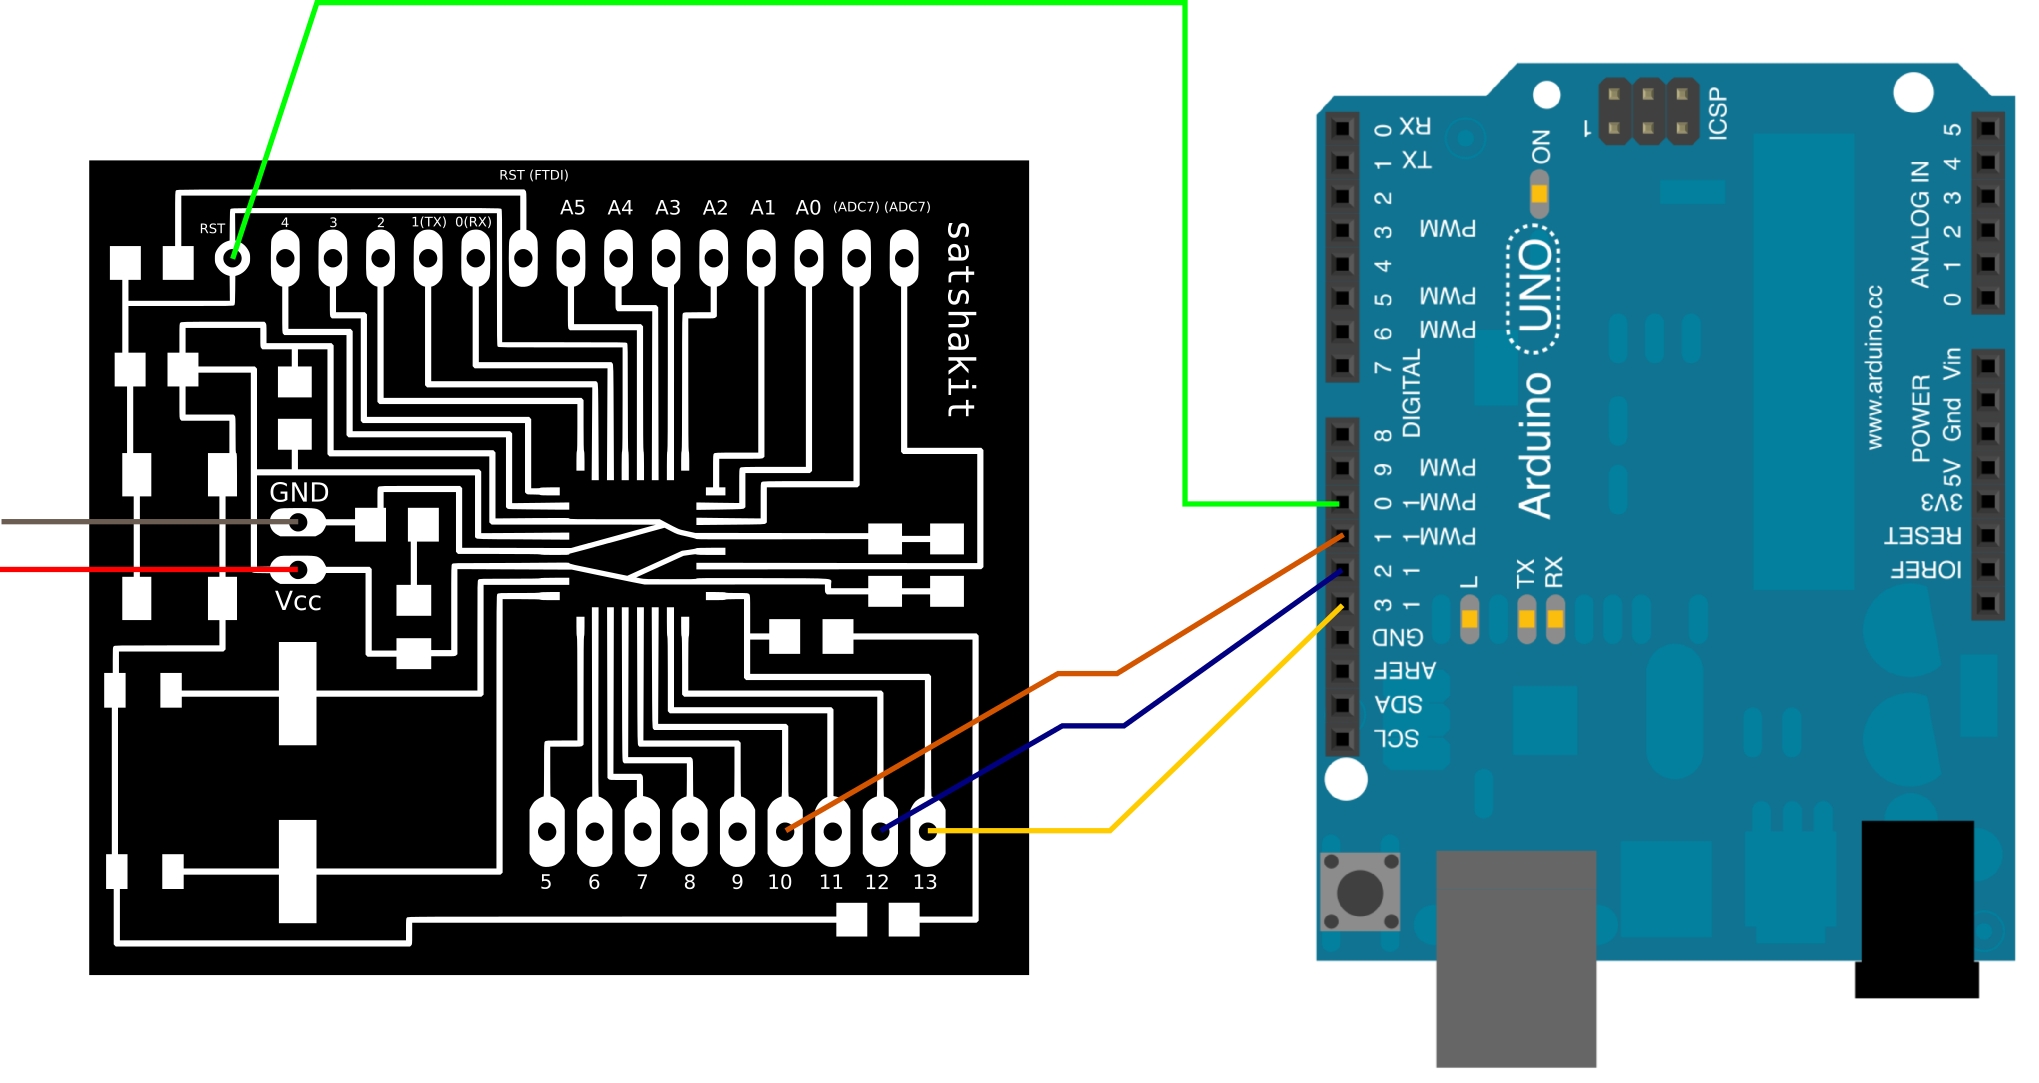 RST (FTDI)
A5 A4 A3 A2 A1 A0 (ADC7) (ADC7)
RST 4 3 2 1(TX) 0(RX)
satshakit
GND
Vcc
5 6 7 8 9 10 11 12 13
0 RX
1 TX
2
3 PWM
4
5 PWM
6 PWM
7
DIGITAL
8
9 PWM
10 PWM
11 PWM
12
13
GND
AREF
SDA
SCL
ON
1
ICSP
Arduino UNO
L
TX
RX
www.arduino.cc
ANALOG IN
5
4
3
2
1
0
POWER
Vin
Gnd
5V
3V3
RESET
IOREF